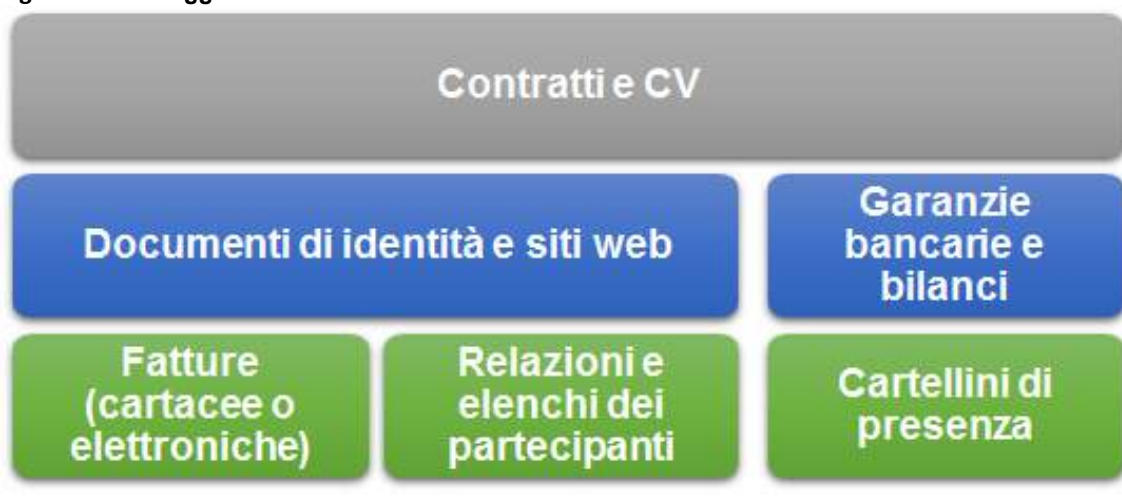 Contratti e CV
Documenti di identità e siti web
Garanzie
bancarie e
bilanci
Fatture
(cartacee o
elettroniche)
Relazioni e
elenchi dei
partecipanti
Cartellini di
presenza